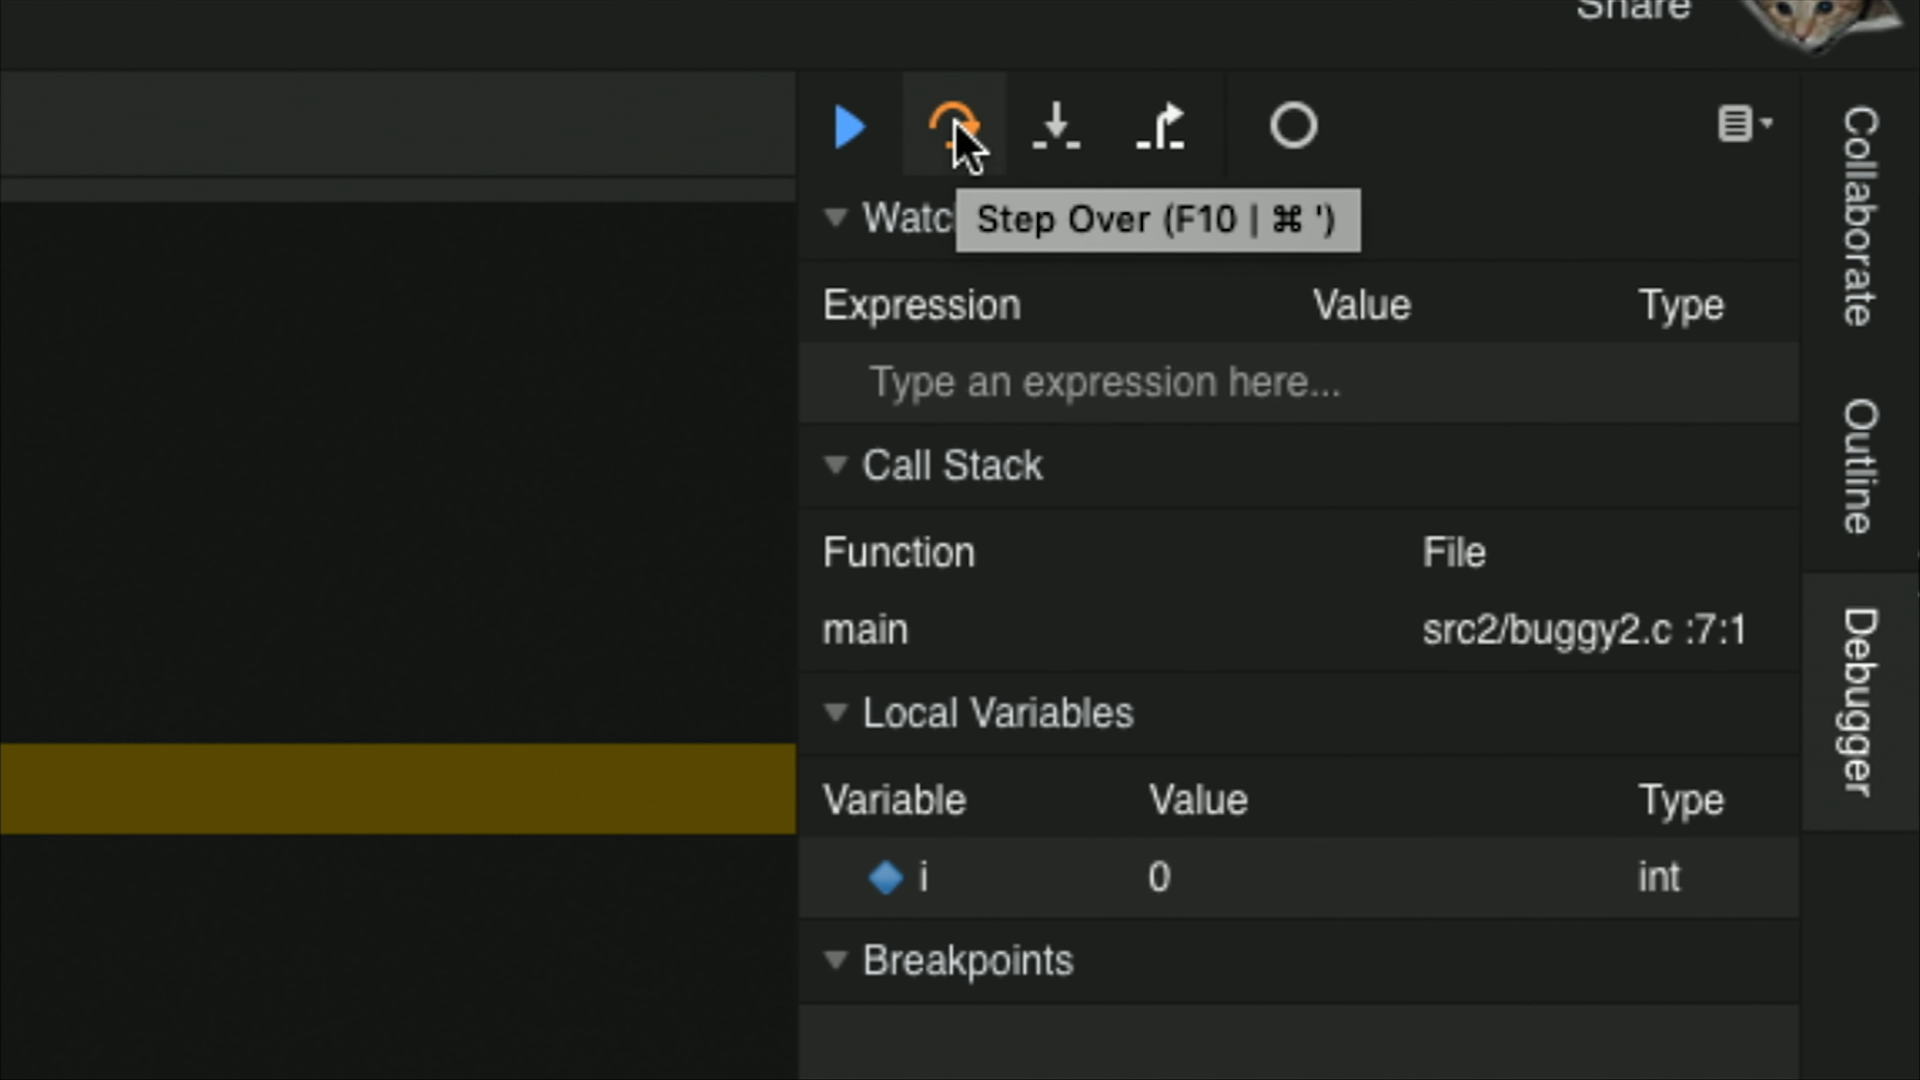 Share
Watc
Step Over (F10 | ⌘ ')
Expression Value Type
Type an expression here...
Call Stack
Function File
main src2/buggy2.c :7:1
Local Variables
Variable Value Type
i 0 int
Breakpoints
Collaborate
Outline
Debugger